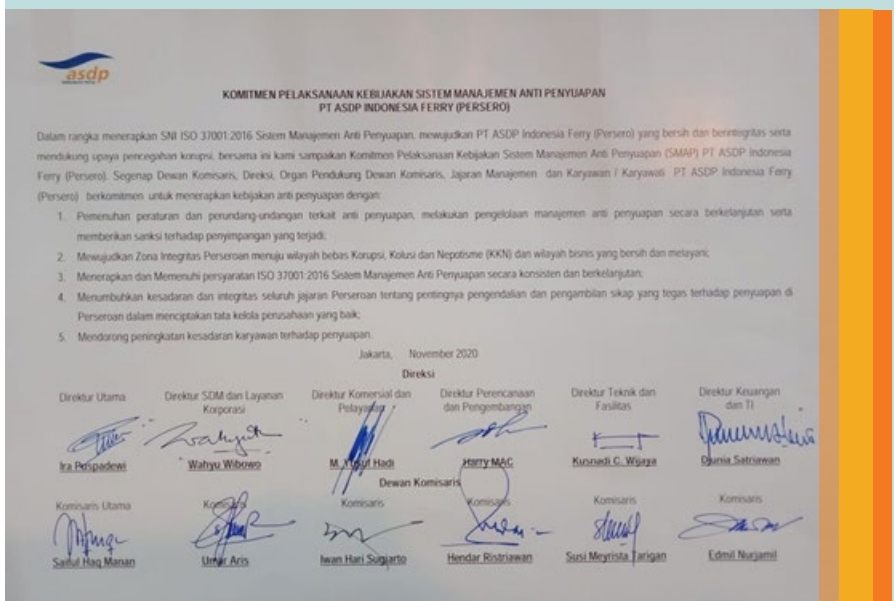 asdp
KOMITMEN PELAKSANAAN KEBIJAKAN SISTEM MANAJEMEN ANTI PENYUAPAN
PT ASDP INDONESIA FERRY (PERSERO)
Dalam rangka menerapkan SNI ISO 37001:2016 Sistem Manajemen Anti Penyuapan, mewujudkan PT ASDP Indonesia Ferry (Persero) yang bersih dan berintegritas serta
mendukung upaya pencegahan korupsi, bersama ini kami sampaikan Komitmen Pelaksanaan Kebijakan Sistem Manajemen Anti Penyuapan (SMAP) PT ASDP Indonesia
Ferry (Persero). Segenap Dewan Komisaris, Direksi, Organ Pendukung Dewan Komisaris, Jajaran Manajemen dan Karyawan / Karyawati PT ASDP Indonesia Ferry
(Persero) berkomitmen untuk menerapkan kebijakan anti penyuapan dengan:
1. Pemenuhan peraturan dan perundang-undangan terkait anti penyuapan, melakukan pengelolaan manajemen anti penyuapan secara berkelanjutan serta
memberikan sanksi terhadap penyimpangan yang terjadi;
2. Mewujudkan Zona Integritas Perseroan menuju wilayah bebas Korupsi, Kolusi dan Nepotisme (KKN) dan wilayah bisnis yang bersih dan melayani;
3. Menerapkan dan Memenuhi persyaratan ISO 37001:2016 Sistem Manajemen Anti Penyuapan secara konsisten dan berkelanjutan;
4. Menumbuhkan kesadaran dan integritas seluruh jajaran Perseroan tentang pentingnya pengendalian dan pengambilan sikap yang tegas terhadap penyuapan di
Perseroan dalam menciptakan tata kelola perusahaan yang baik;
5. Mendorong peningkatan kesadaran karyawan terhadap penyuapan.
Jakarta, November 2020
Direksi
Direktur Utama Direktur SDM dan Layanan Direktur Komersial dan Direktur Perencanaan Direktur Teknik dan Direktur Keuangan
Korporasi Pelayanan dan Pengembangan Fasilitas dan TI
Ira Puspadewi Wahyu Wibowo M. Yusuf Hadi Harry MAC Kusnadi C. Wijaya Djunia Satriawan
Dewan Komisaris
Komisaris Utama Komisaris Komisaris Komisaris Komisaris Komisaris
Saiful Haq Manan Umar Aris Iwan Hari Sugiarto Hendar Ristriawan Susi Meyrista Tarigan Edmil Nurjamil